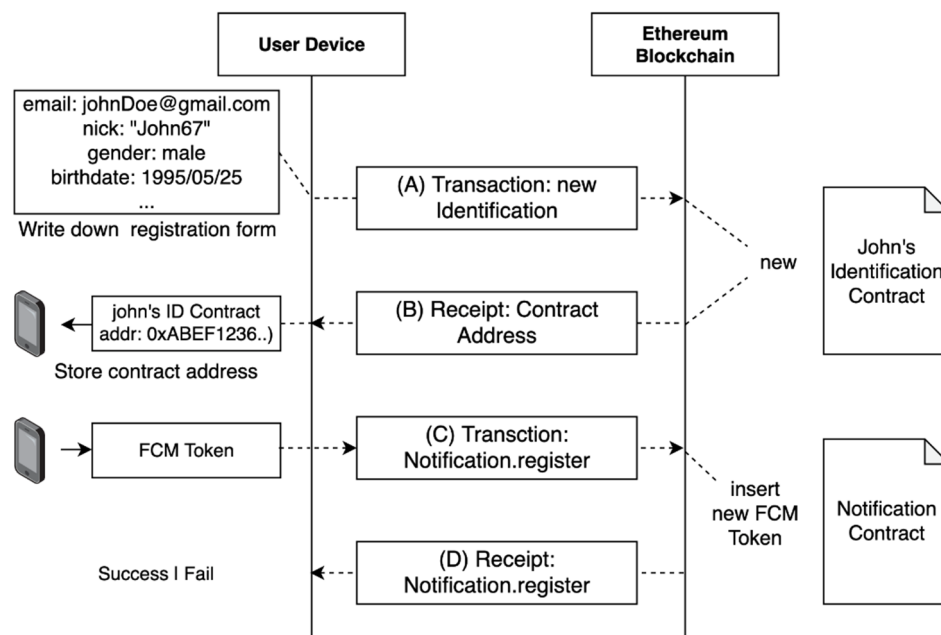 User Device
Ethereum
Blockchain
email: johnDoe@gmail.com
nick: "John67"
gender: male
birthdate: 1995/05/25
...
Write down registration form
(A) Transaction: new
Identification
new
John's
Identification
Contract
john's ID Contract
addr: 0xABEF1236..)
Store contract address
(B) Receipt: Contract
Address
FCM Token
(C) Transction:
Notification.register
insert
new FCM
Token
Notification
Contract
Success | Fail
(D) Receipt:
Notification.register